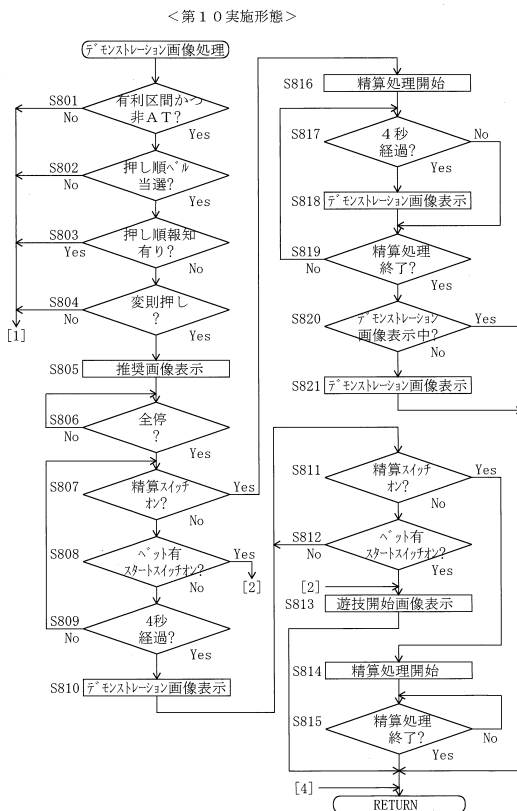 ＜第１０実施形態＞
ﾃﾞﾓﾝｽﾄﾚｰｼｮﾝ画像処理
S801
有利区間かつ
非ＡＴ？
No
Yes
S802
押し順ﾍﾞﾙ
当選？
No
Yes
S803
押し順報知
有り？
Yes
No
S804
変則押し
？
No
Yes
[1]
S805
推奨画像表示
S806
全停
？
No
Yes
S807
精算ｽｲｯﾁ
ｵﾝ？
Yes
No
S808
ﾍﾞｯﾄ有
ｽﾀｰﾄｽｲｯﾁｵﾝ？
Yes
[2]
No
S809
4秒
経過？
No
Yes
S810
ﾃﾞﾓﾝｽﾄﾚｰｼｮﾝ画像表示
S816
精算処理開始
S817
４秒
経過？
No
Yes
S818
ﾃﾞﾓﾝｽﾄﾚｰｼｮﾝ画像表示
S819
精算処理
終了？
No
Yes
S820
ﾃﾞﾓﾝｽﾄﾚｰｼｮﾝ
画像表示中？
Yes
No
S821
ﾃﾞﾓﾝｽﾄﾚｰｼｮﾝ画像表示
S811
精算ｽｲｯﾁ
ｵﾝ？
Yes
No
S812
ﾍﾞｯﾄ有
ｽﾀｰﾄｽｲｯﾁｵﾝ？
No
Yes
[2]
S813
遊技開始画像表示
S814
精算処理開始
S815
精算処理
終了？
No
Yes
[4]
RETURN